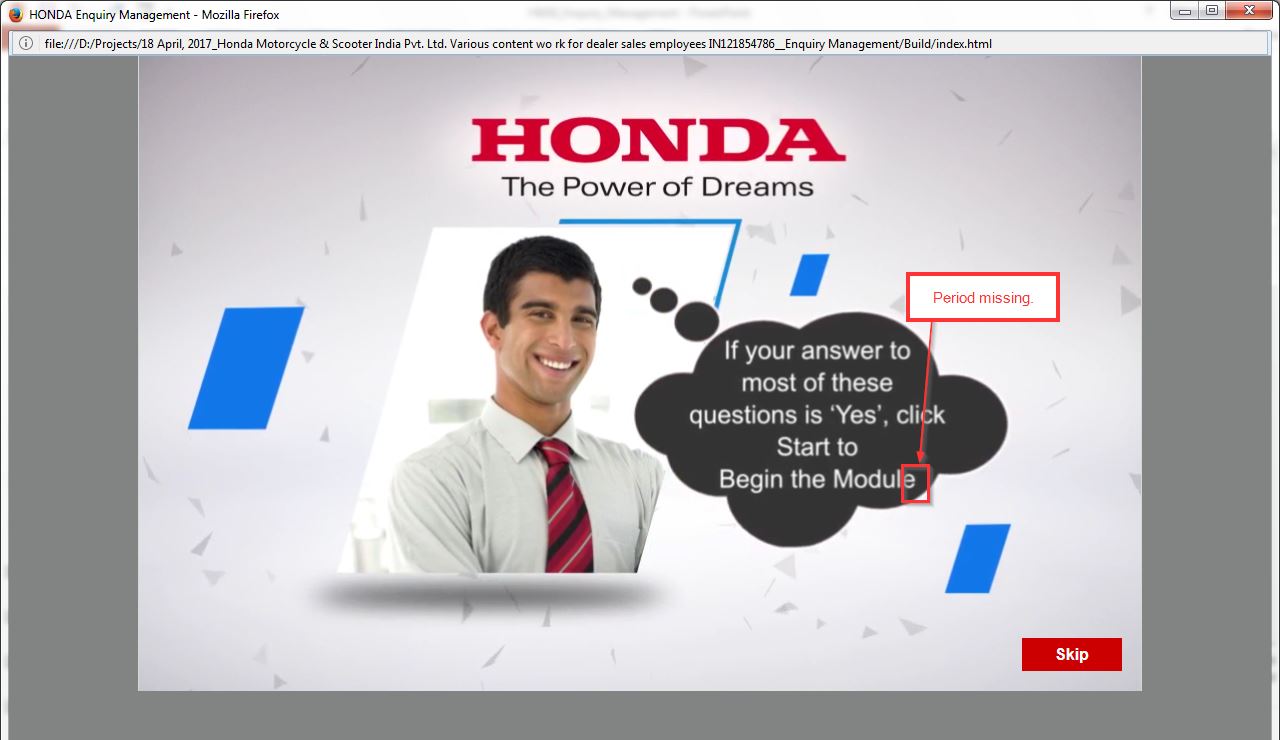 HONDA Enquiry Management - Mozilla Firefox
file:///D:/Projects/18 April, 2017_Honda Motorcycle & Scooter India Pvt. Ltd. Various content wo rk for dealer sales employees IN121854786__Enquiry Management/Build/index.html
HONDA
The Power of Dreams
Period missing.
If your answer to
most of these
questions is ‘Yes’, click
Start to
Begin the Module
Skip